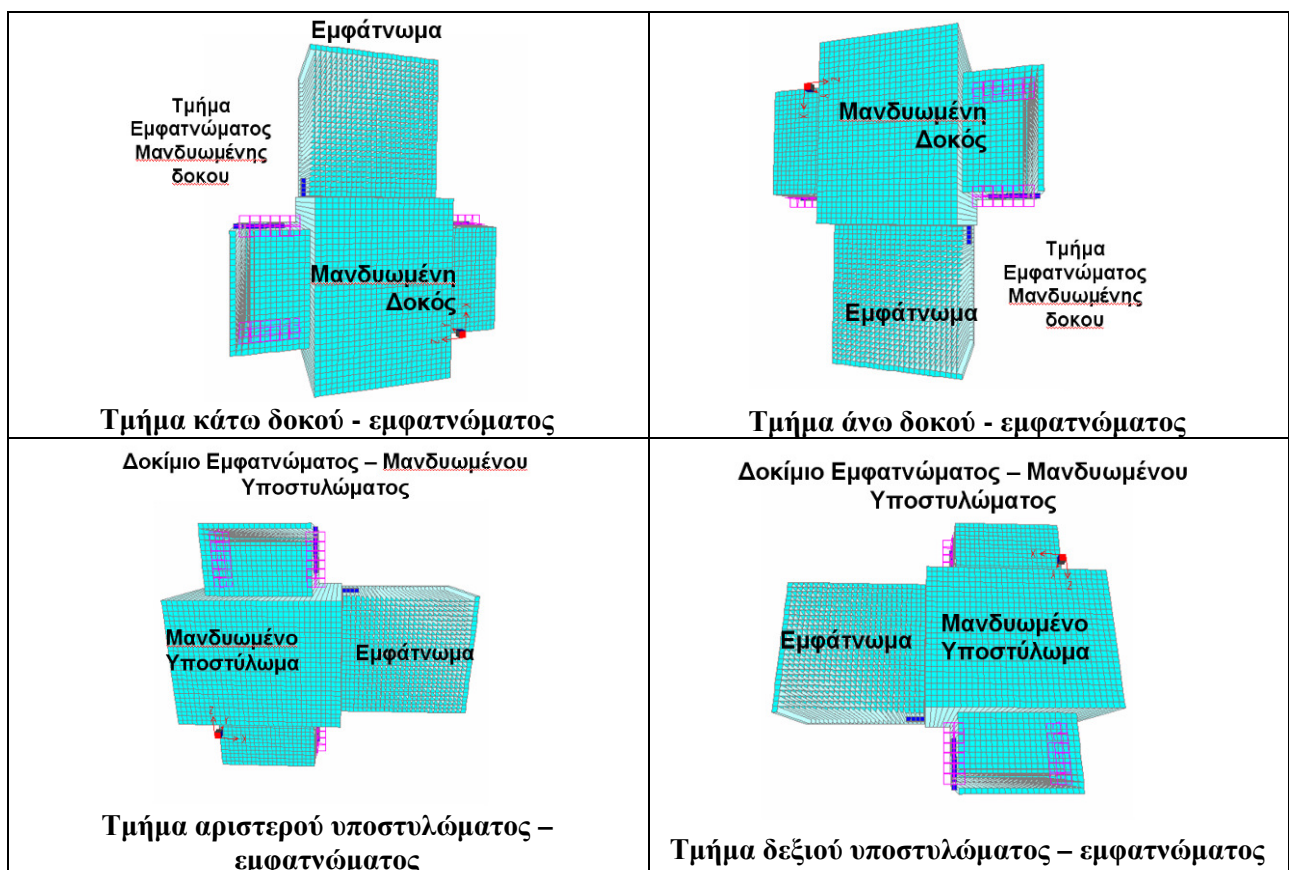 Εμφάτνωμα
Τμήμα
Εμφατνώματος
Μανδυωμένης
δοκου
Μανδυωμένη
Δοκός
Τμήμα κάτω δοκού - εμφατνώματος
Μανδυωμένη
Δοκός
Τμήμα
Εμφατνώματος
Μανδυωμένης
δοκου
Εμφάτνωμα
Τμήμα άνω δοκού - εμφατνώματος
Δοκίμιο Εμφατνώματος – Μανδυωμένου
Υποστυλώματος
Μανδυωμένο
Υποστύλωμα
Εμφάτνωμα
Τμήμα αριστερού υποστυλώματος –
εμφατνώματος
Δοκίμιο Εμφατνώματος – Μανδυωμένου
Υποστυλώματος
Εμφάτνωμα
Μανδυωμένο
Υποστύλωμα
Τμήμα δεξιού υποστυλώματος – εμφατνώματος